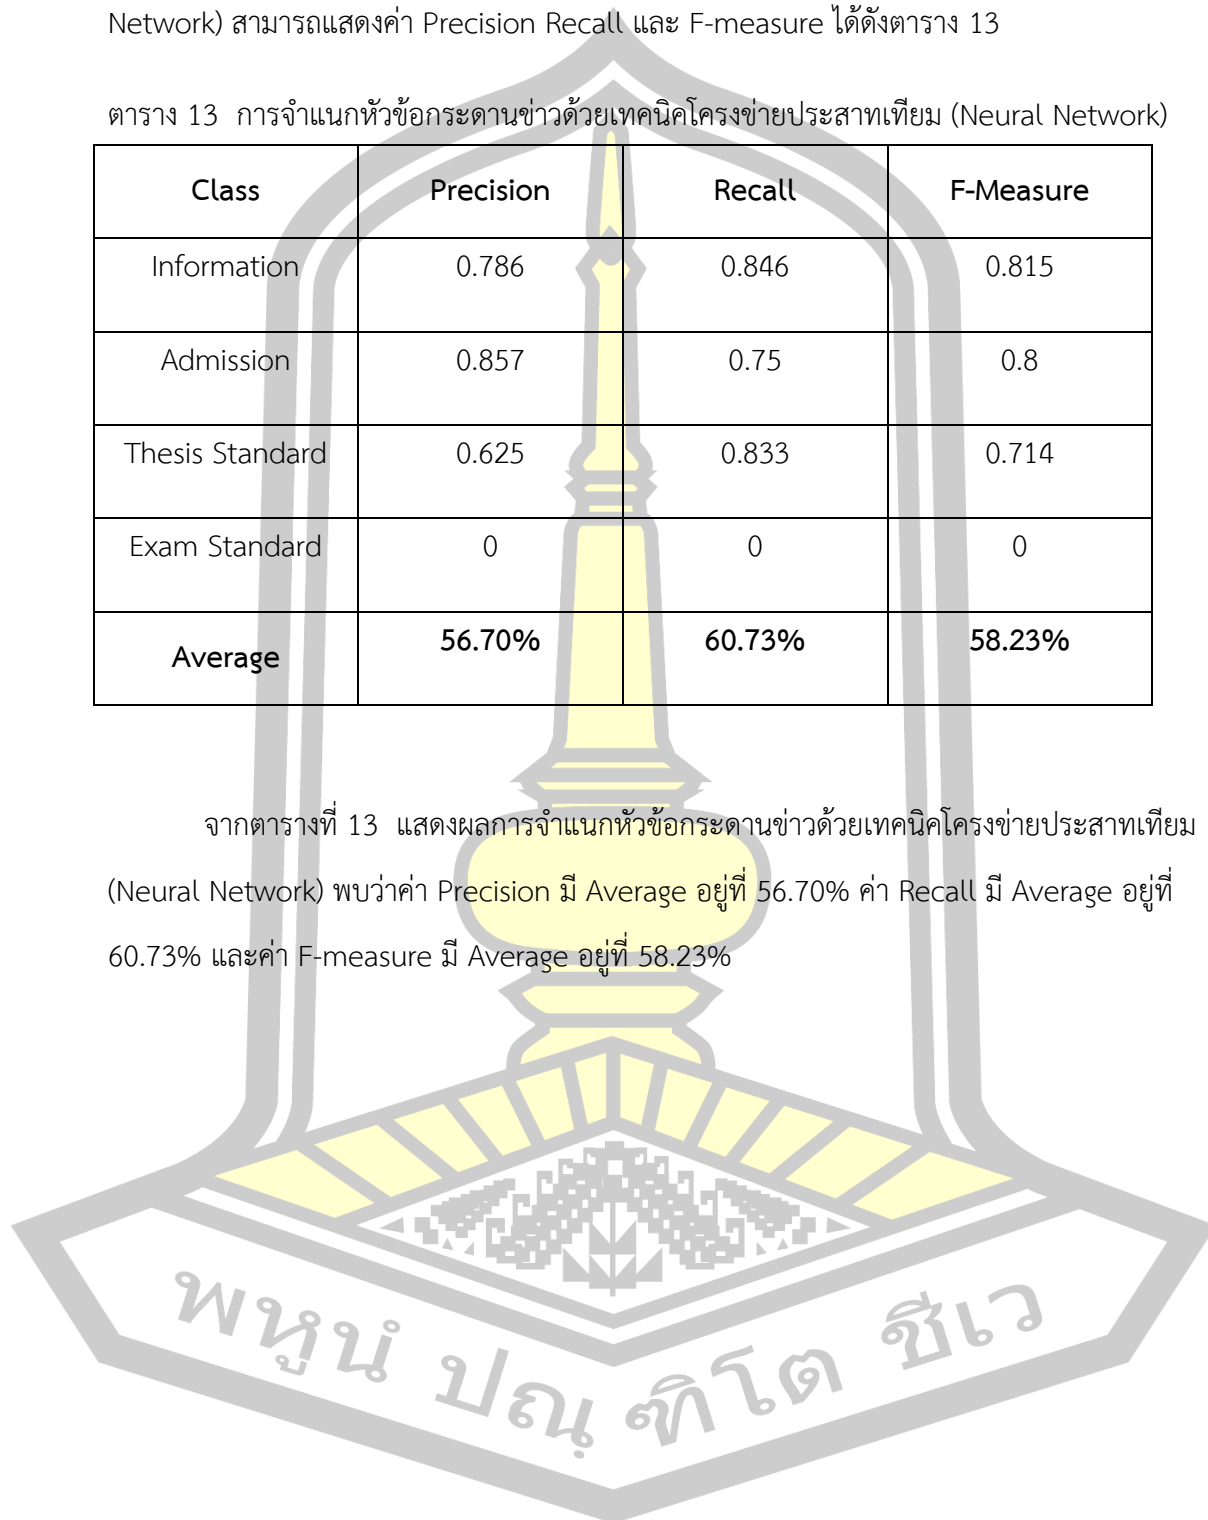 Network) สามารถแสดงค่า Precision Recall และ F-measure ได้ดังตาราง 13
ตาราง 13 การจำแนกหัวข้อกระดานข่าวด้วยเทคนิคโครงข่ายประสาทเทียม (Neural Network)
Class Precision Recall F-Measure
Information 0.786 0.846 0.815
Admission 0.857 0.75 0.8
Thesis Standard 0.625 0.833 0.714
Exam Standard 0 0 0
Average 56.70% 60.73% 58.23%
จากตารางที่ 13 แสดงผลการจำแนกหัวข้อกระดานข่าวด้วยเทคนิคโครงข่ายประสาทเทียม
(Neural Network) พบว่าค่า Precision มี Average อยู่ที่ 56.70% ค่า Recall มี Average อยู่ที่
60.73% และค่า F-measure มี Average อยู่ที่ 58.23%
พหูนํ ปณฺ ฑิโต ชีเว